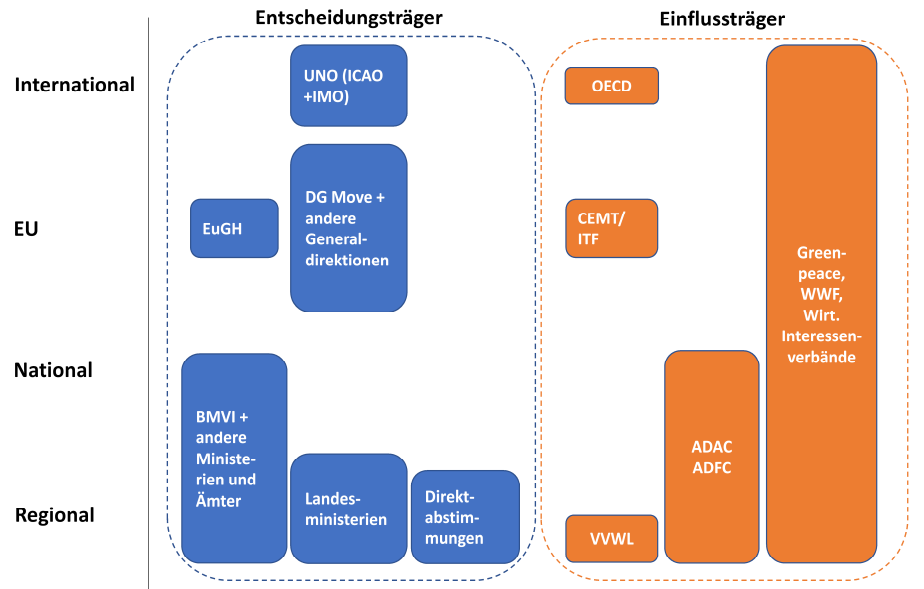 Entscheidungsträger
Einflussträger
International
UNO (ICAO
+IMO)
OECD
EU
EuGH
DG Move +
andere
General-
direktionen
CEMT/
ITF
Green-
peace,
WWF,
Wirt.
Interessen-
verbände
National
BMVI +
andere
Ministe-
rien und
Ämter
ADAC
ADFC
Regional
Landes-
ministerien
Direkt-
abstim-
mungen
VVWL